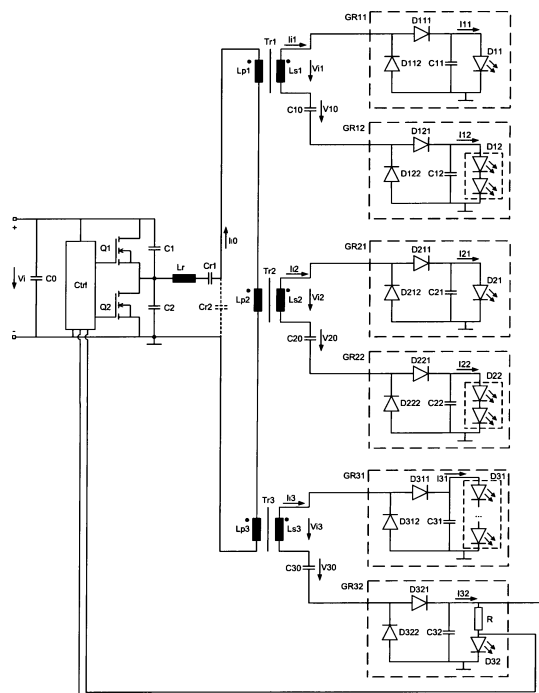 GR11
D111
I11
Tr1
Ii1
Lp1
Ls1
Vi1
D112
C11
D11
C10
V10
GR12
D121
I12
D12
D122
C12
+
Vi
C0
Ctrl
Q1
Q2
C1
C2
Lr
Cr1
Ii0
Cr2
-
GR21
D211
I21
Tr2
Ii2
Lp2
Ls2
Vi2
D212
C21
D21
C20
V20
GR22
D221
I22
D22
D222
C22
GR31
D311
I31
D31
Tr3
Ii3
Lp3
Ls3
Vi3
D312
C31
...
C30
V30
GR32
D321
I32
D322
C32
R
D32